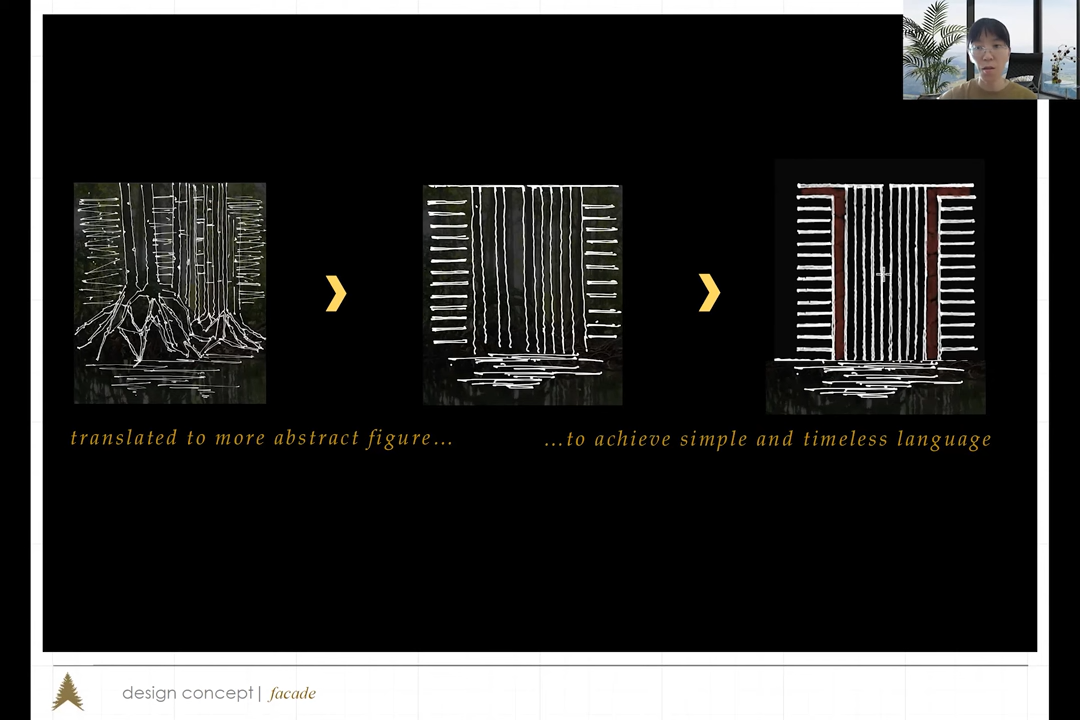 translated to more abstract figure...
...to achieve simple and timeless language
design concept| facade